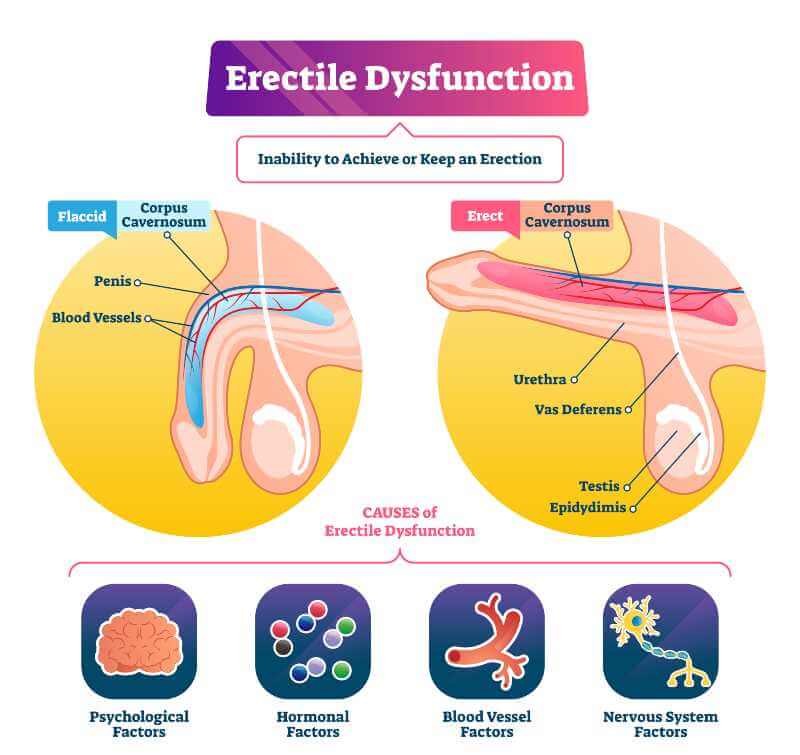 Erectile Dysfunction
Inability to Achieve or Keep an Erection
Flaccid
Corpus
Cavernosum
Penis
Blood Vessels
Erect
Corpus
Cavernosum
Urethra
Vas Deferens
Testis
Epidydimis
CAUSES of
Erectile Dysfunction
Psychological
Factors
Hormonal
Factors
Blood Vessel
Factors
Nervous System
Factors